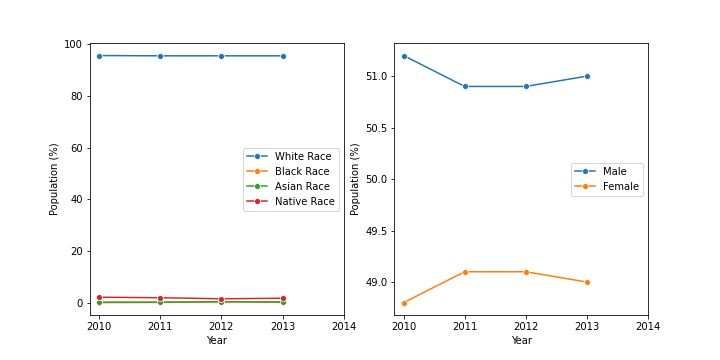 100
80
60
40
20
0
Population (%)
2010 2011 2012 2013 2014
Year
White Race
Black Race
Asian Race
Native Race
51.0
50.5
50.0
49.5
49.0
Population (%)
2010 2011 2012 2013 2014
Year
Male
Female